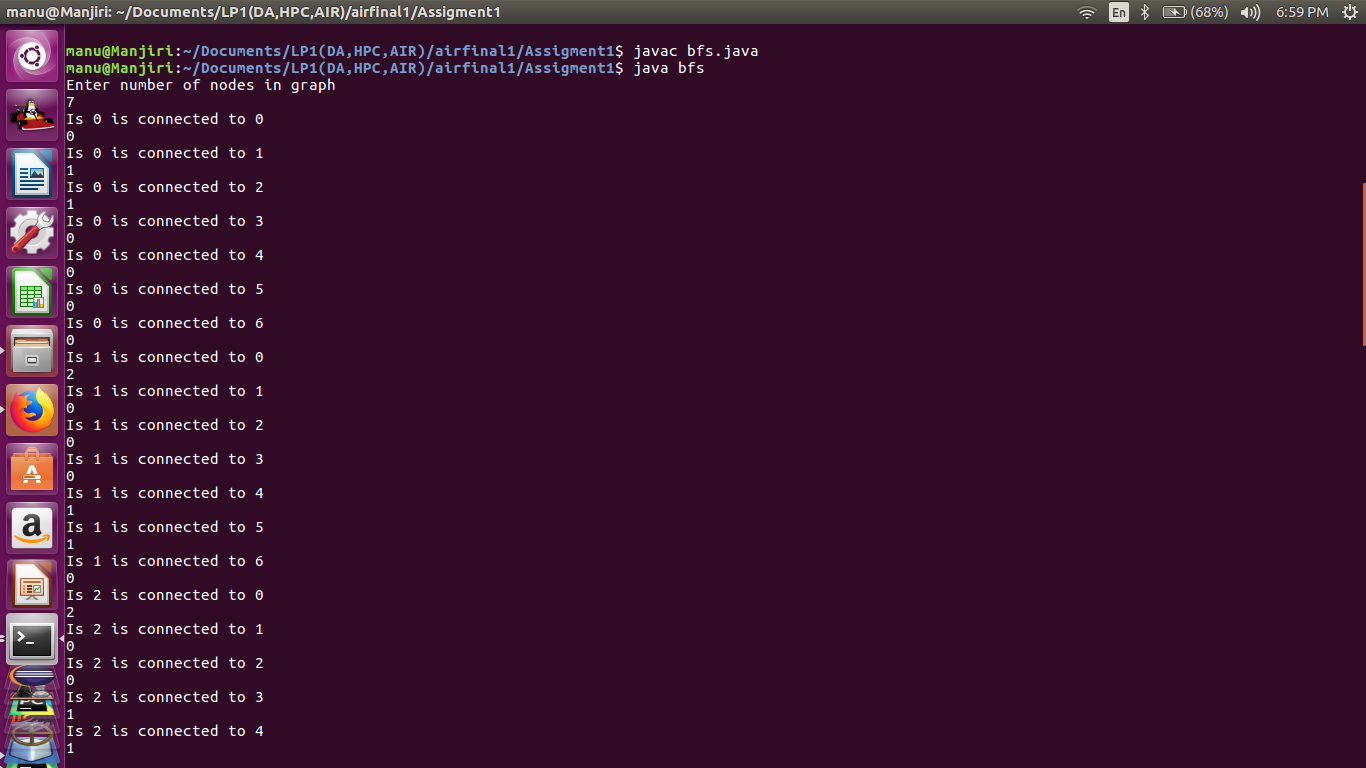 manu@Manjiri: ~/Documents/LP1(DA,HPC,AIR)/airfinal1/Assigment1
En
(68%)
6:59 PM
manu@Manjiri:~/Documents/LP1(DA,HPC,AIR)/airfinal1/Assigment1$ javac bfs.java
manu@Manjiri:~/Documents/LP1(DA,HPC,AIR)/airfinal1/Assigment1$ java bfs
Enter number of nodes in graph
7
Is 0 is connected to 0
0
Is 0 is connected to 1
1
Is 0 is connected to 2
1
Is 0 is connected to 3
0
Is 0 is connected to 4
0
Is 0 is connected to 5
0
Is 0 is connected to 6
0
Is 1 is connected to 0
2
Is 1 is connected to 1
0
Is 1 is connected to 2
0
Is 1 is connected to 3
0
Is 1 is connected to 4
1
Is 1 is connected to 5
1
Is 1 is connected to 6
0
Is 2 is connected to 0
2
Is 2 is connected to 1
0
Is 2 is connected to 2
0
Is 2 is connected to 3
1
Is 2 is connected to 4
1